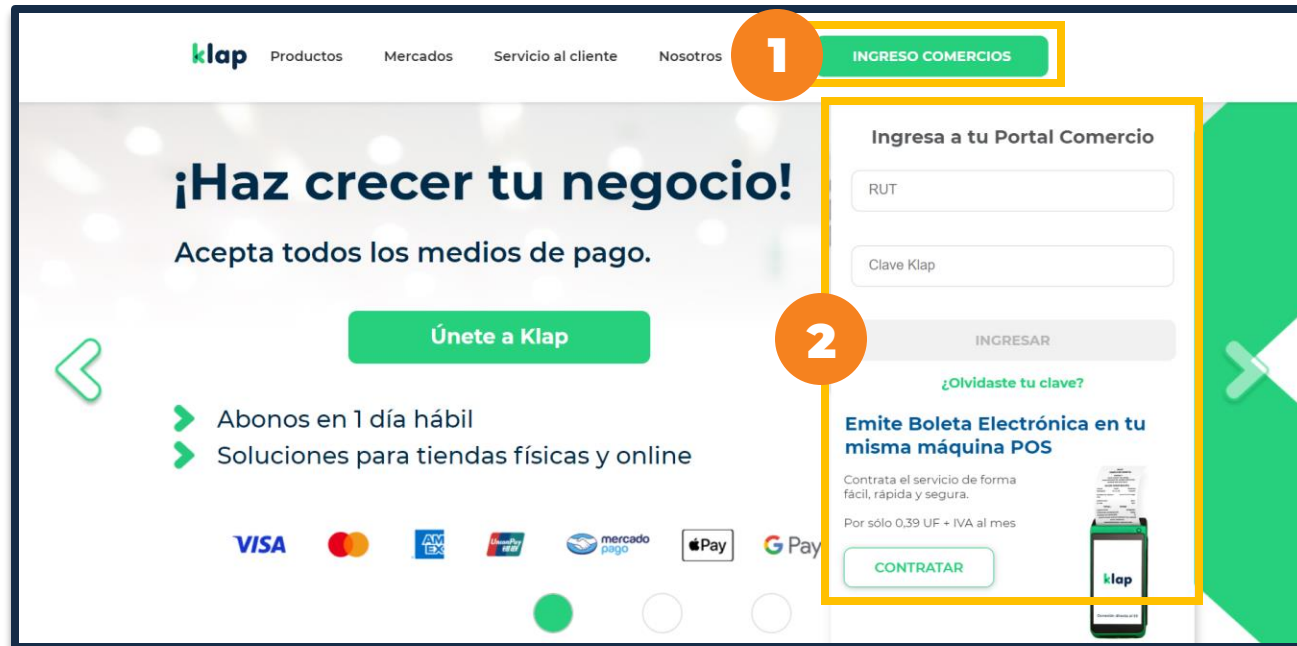 klap
Productos
Mercados
Servicio al cliente
Nosotros
1
INGRESO COMERCIOS
¡Haz crecer tu negocio!
Acepta todos los medios de pago.
Únete a Klap
Abonos en 1 día hábil
Soluciones para tiendas físicas y online
VISA
AM
EX
UnionPay
mercado
pago
Pay
G Pay
Ingresa a tu Portal Comercio
RUT
Clave Klap
2
INGRESAR
¿Olvidaste tu clave?
Emite Boleta Electrónica en tu
misma máquina POS
Contrata el servicio de forma
fácil, rápida y segura.
Por sólo 0,39 UF + IVA al mes
CONTRATAR
klap